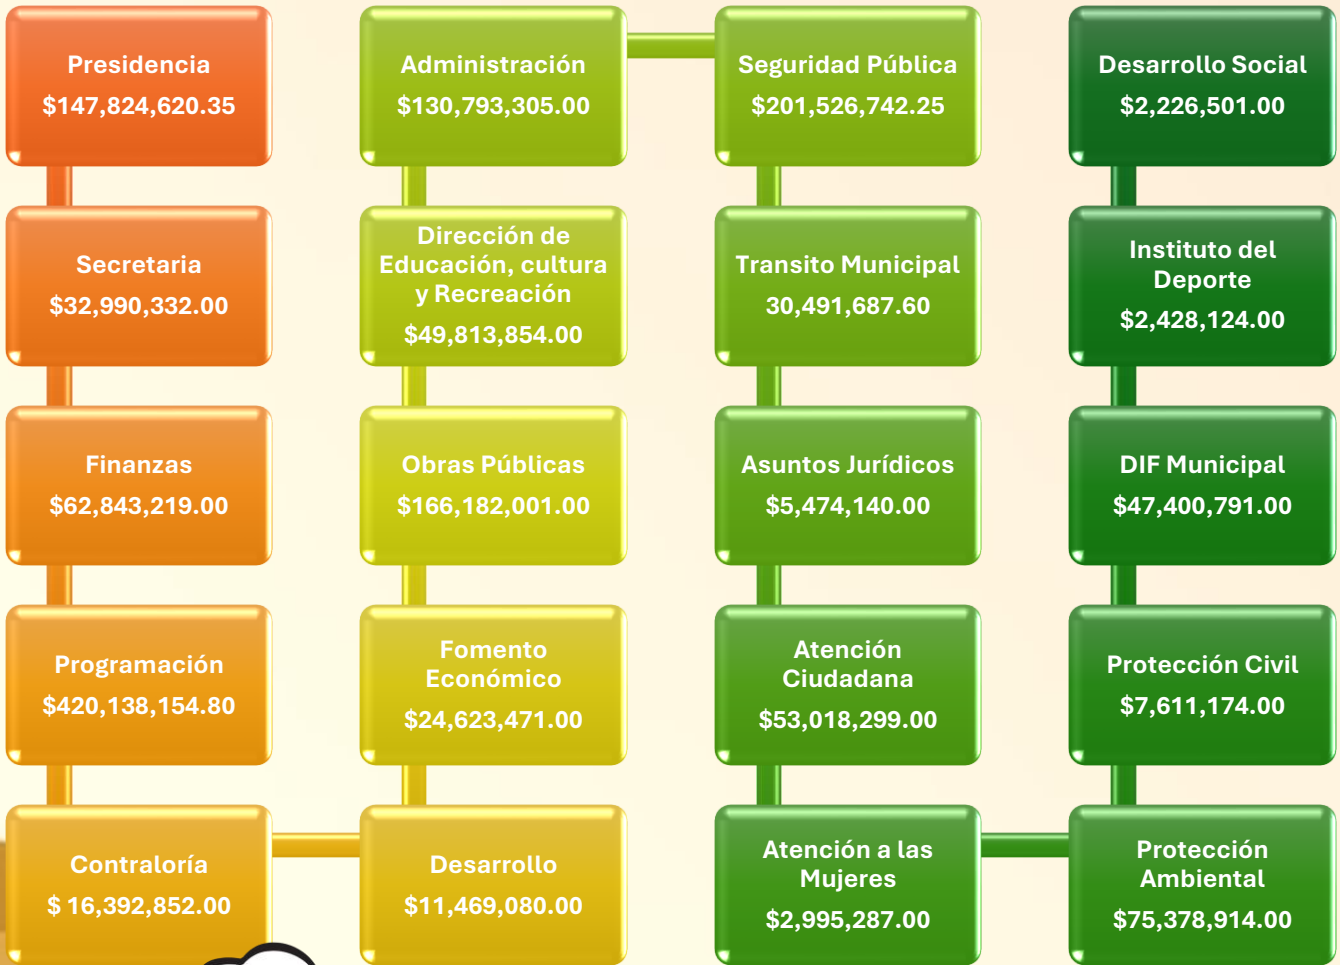 Presidencia
$147,824,620.35
Secretaria
$32,990,332.00
Finanzas
$62,843,219.00
Programación
$420,138,154.80
Contraloría
$ 16,392,852.00
Desarrollo
$11,469,080.00
Fomento
Económico
$24,623,471.00
Obras Públicas
$166,182,001.00
Dirección de
Educación, cultura
y Recreación
$49,813,854.00
Administración
$130,793,305.00
Seguridad Pública
$201,526,742.25
Transito Municipal
30,491,687.60
Asuntos Jurídicos
$5,474,140.00
Atención
Ciudadana
$53,018,299.00
Atención a las
Mujeres
$2,995,287.00
Protección
Ambiental
$75,378,914.00
Protección Civil
$7,611,174.00
DIF Municipal
$47,400,791.00
Instituto del
Deporte
$2,428,124.00
Desarrollo Social
$2,226,501.00